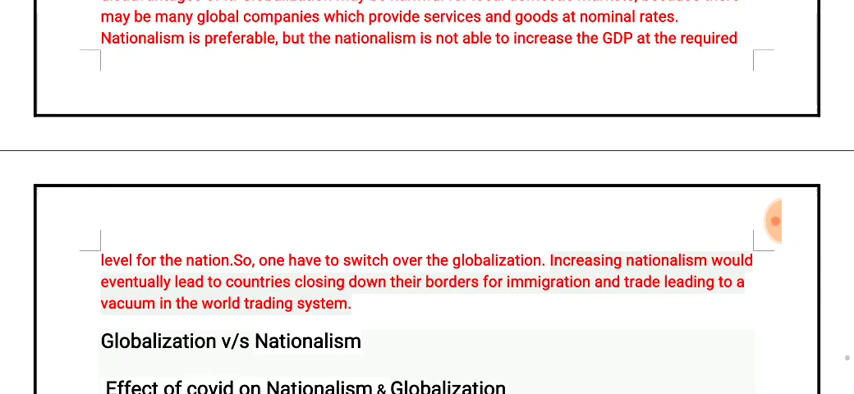 may be many global companies which provide services and goods at nominal rates.
Nationalism is preferable, but the nationalism is not able to increase the GDP at the required
level for the nation.So, one have to switch over the globalization. Increasing nationalism would
eventually lead to countries closing down their borders for immigration and trade leading to a
vacuum in the world trading system.
Globalization v/s Nationalism
Effect of covid on Nationalism & Globalization